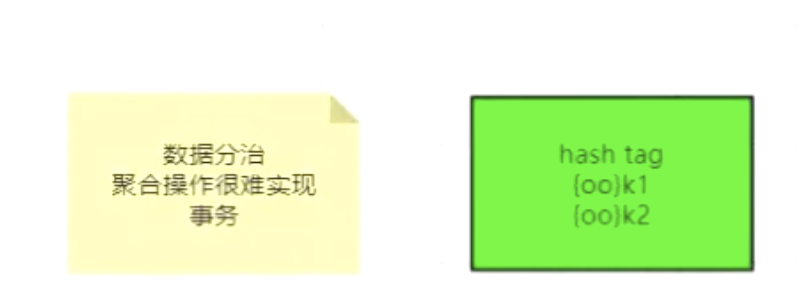 数据分治
聚合操作很难实现
事务
hash tag
{oo}k1
{oo}k2